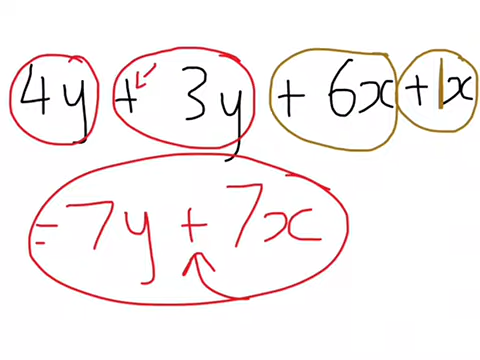 4y + 3y + 6x + 1x
= 7y + 7x